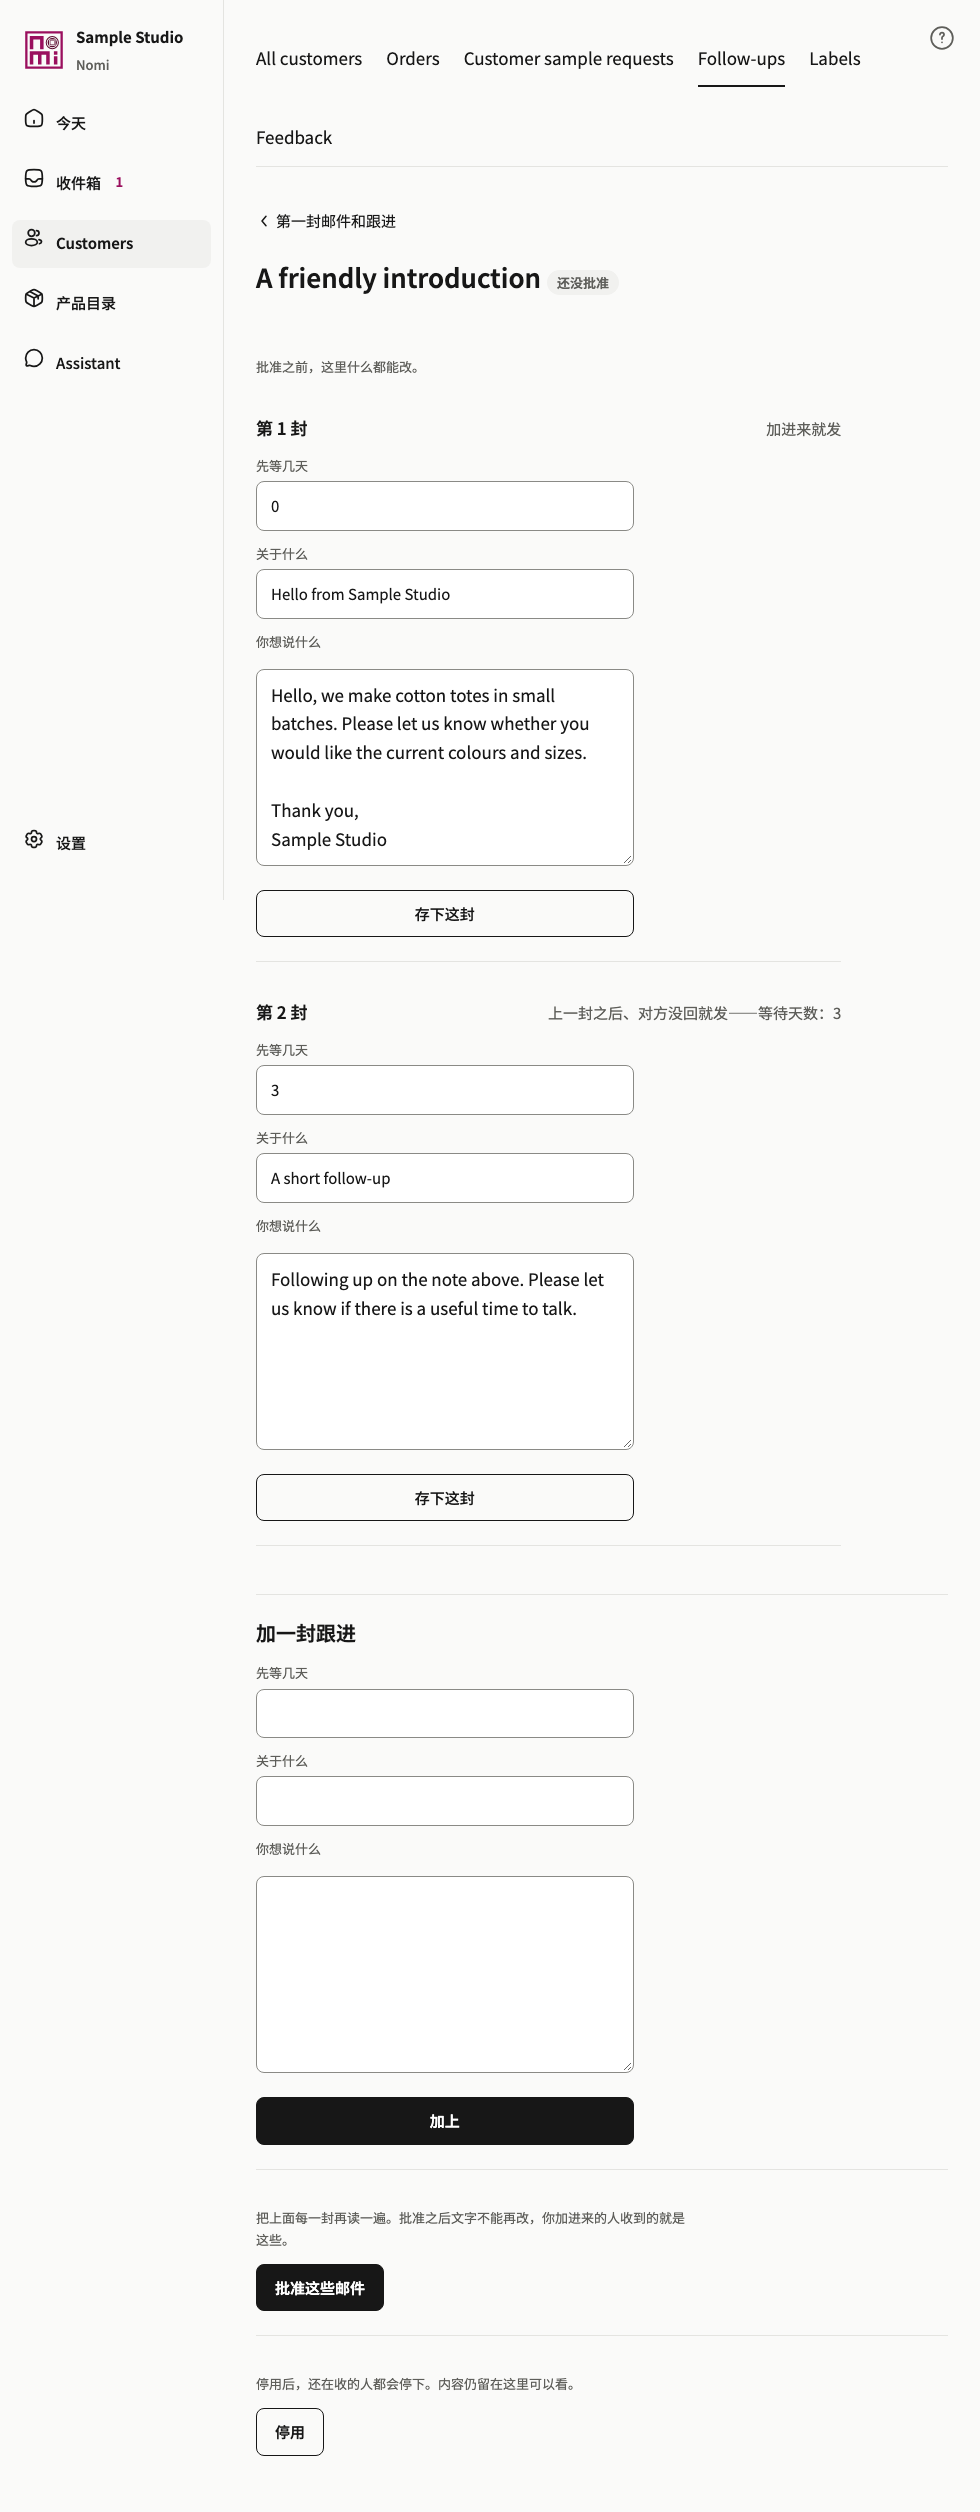 nomi
Sample Studio
Nomi
今天
收件箱 1
Customers
产品目录
Assistant
设置
All customers Orders Customer sample requests Follow-ups Labels
Feedback
第一封邮件和跟进
A friendly introduction 还没批准
批准之前，这里什么都能改。
第 1 封 加进来就发
先等几天
0
关于什么
Hello from Sample Studio
你想说什么
Hello, we make cotton totes in small
batches. Please let us know whether you
would like the current colours and sizes.
Thank you,
Sample Studio
存下这封
第 2 封 上一封之后、对方没回就发——等待天数：3
先等几天
3
关于什么
A short follow-up
你想说什么
Following up on the note above. Please let
us know if there is a useful time to talk.
存下这封
加一封跟进
先等几天
关于什么
你想说什么
加上
把上面每一封再读一遍。批准之后文字不能再改，你加进来的人收到的就是
这些。
批准这些邮件
停用后，还在收的人都会停下。内容仍留在这里可以看。
停用